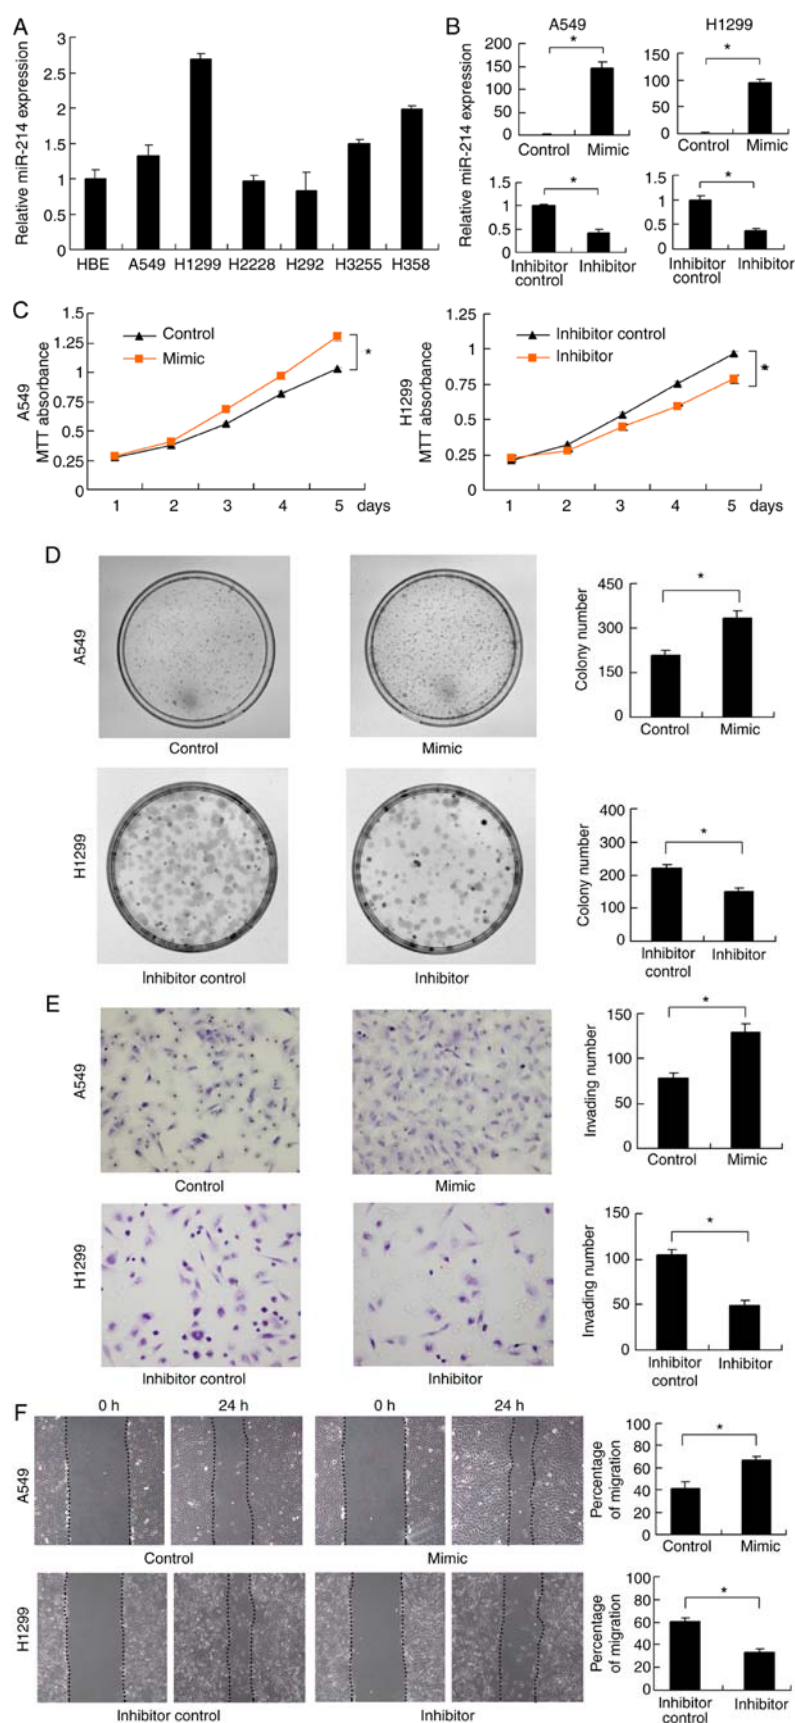 A
Relative miR-214 expression
3
2.5
2
1.5
1
0.5
0
HBE A549 H1299 H2228 H292 H3255 H358
B
A549
H1299
Relative miR-214 expression
200
150
100
50
0
*
Control Mimic
150
100
50
0
*
Control Mimic
1.5
1
0.5
0
*
Inhibitor control
Inhibitor
1.5
1
0.5
0
*
Inhibitor control
Inhibitor
C
A549
MTT absorbance
1.5
1.25
1
0.75
0.5
0.25
0
Control
Mimic
*
1 2 3 4 5 days
H1299
MTT absorbance
1.25
1
0.75
0.5
0.25
0
Inhibitor control
Inhibitor
*
1 2 3 4 5 days
D
A549
Control
Mimic
Colony number
450
300
150
0
*
Control Mimic
H1299
Inhibitor control
Inhibitor
Colony number
400
300
200
100
0
*
Inhibitor control
Inhibitor
E
A549
Control
Mimic
Invading number
150
100
50
0
*
Control Mimic
H1299
Inhibitor control
Inhibitor
Invading number
150
100
50
0
*
Inhibitor control
Inhibitor
F
0 h 24 h 0 h 24 h
A549
Control
Mimic
Percentage
of migration
100
80
60
40
20
0
*
Control Mimic
H1299
Inhibitor control
Inhibitor
Percentage
of migration
100
80
60
40
20
0
*
Inhibitor control
Inhibitor